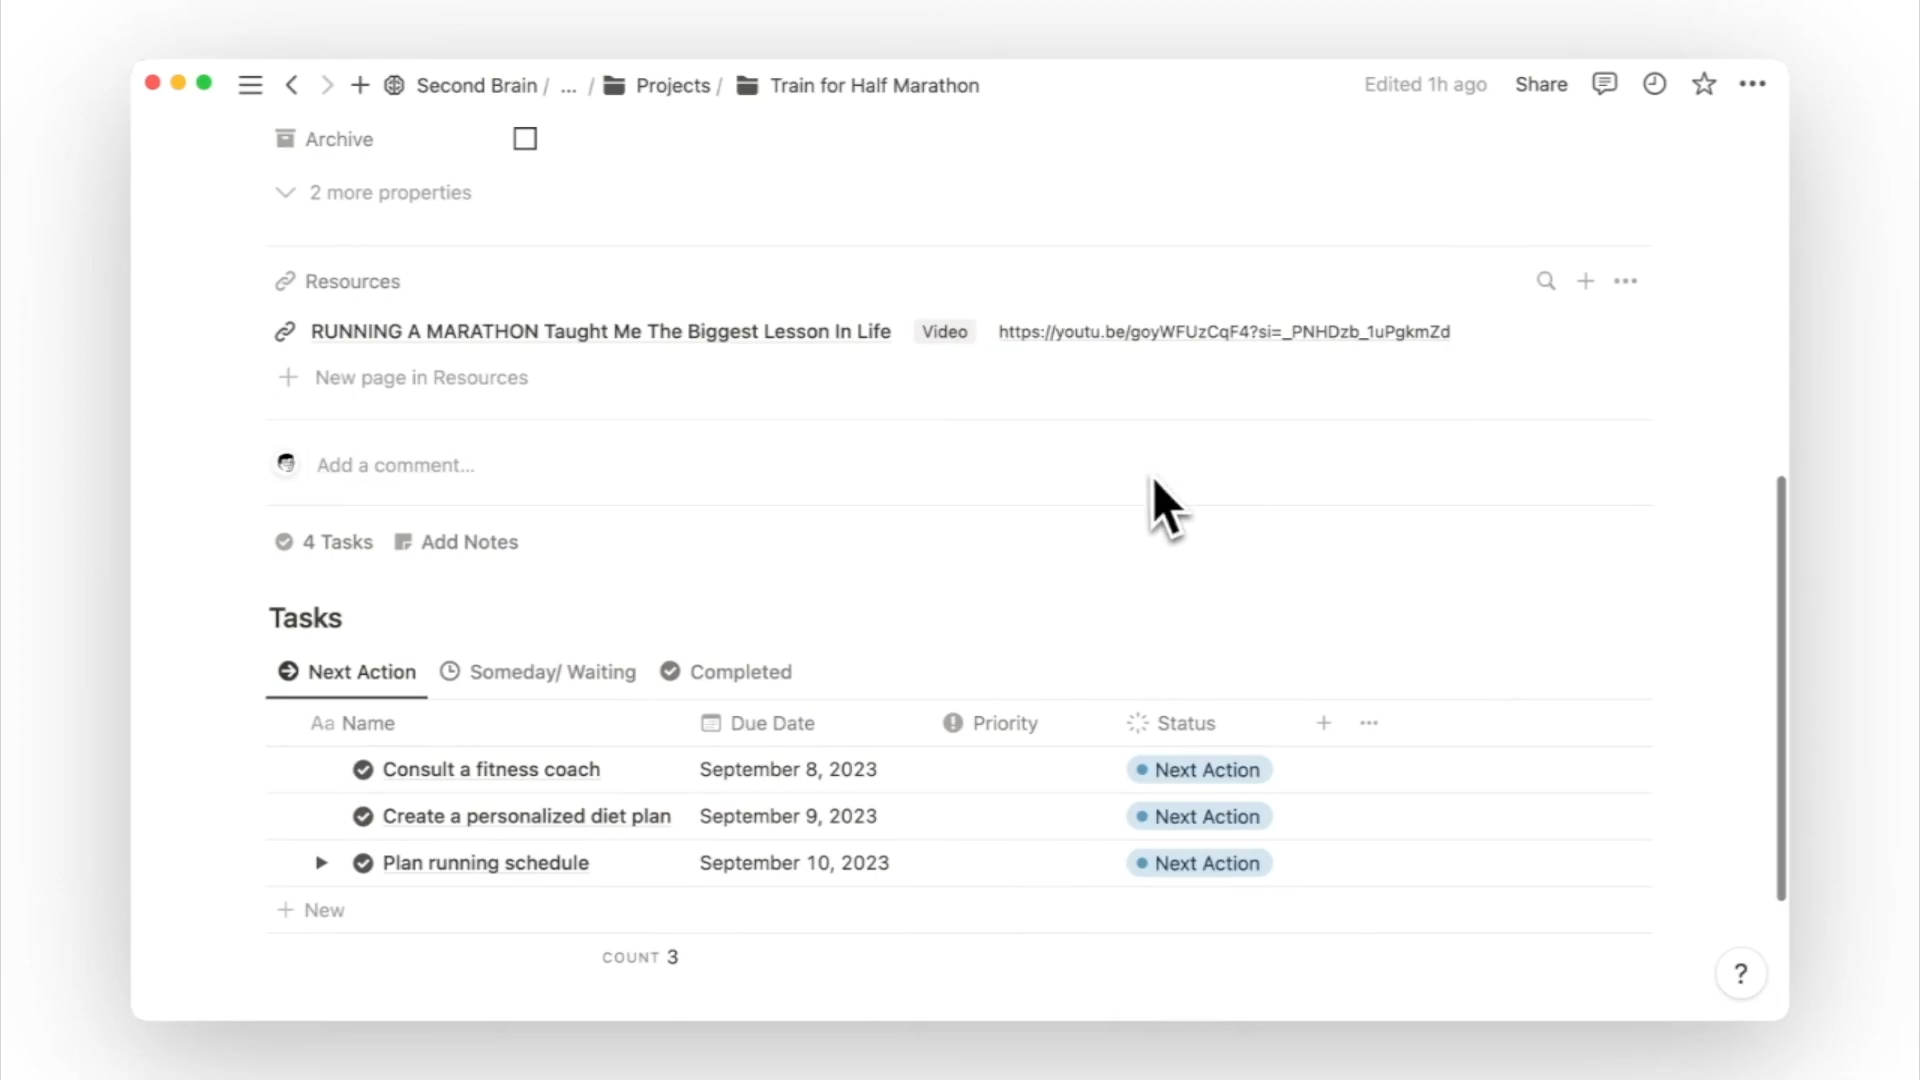 Second Brain / ... / Projects / Train for Half Marathon Edited 1h ago Share
Archive
2 more properties
Resources
RUNNING A MARATHON Taught Me The Biggest Lesson In Life Video https://youtu.be/goyWFUzCqF4?si=_PNHDzb_1uPgkmZd
New page in Resources
Add a comment...
4 Tasks Add Notes
Tasks
Next Action Someday/ Waiting Completed
Aa Name Due Date Priority Status
Consult a fitness coach September 8, 2023 Next Action
Create a personalized diet plan September 9, 2023 Next Action
Plan running schedule September 10, 2023 Next Action
New
COUNT 3
?